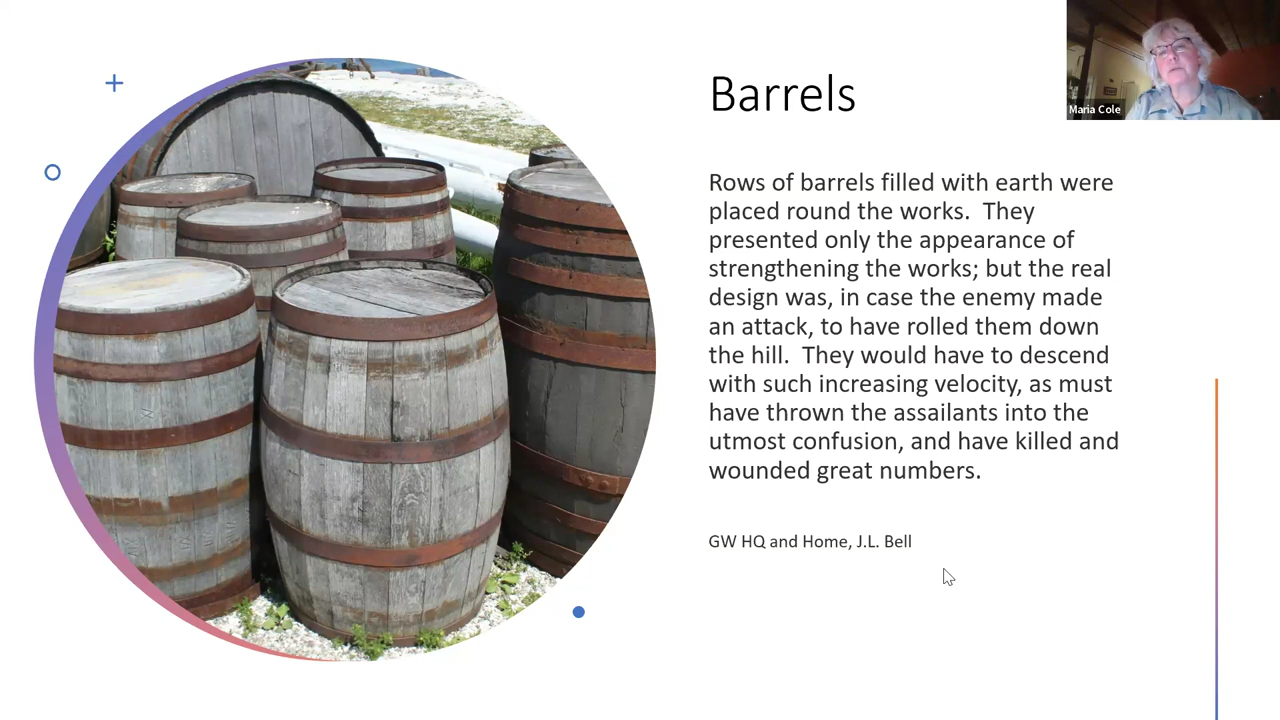 Barrels
Maria Cole
Rows of barrels filled with earth were
placed round the works.  They
presented only the appearance of
strengthening the works; but the real
design was, in case the enemy made
an attack, to have rolled them down
the hill.  They would have to descend
with such increasing velocity, as must
have thrown the assailants into the
utmost confusion, and have killed and
wounded great numbers.
GW HQ and Home, J.L. Bell